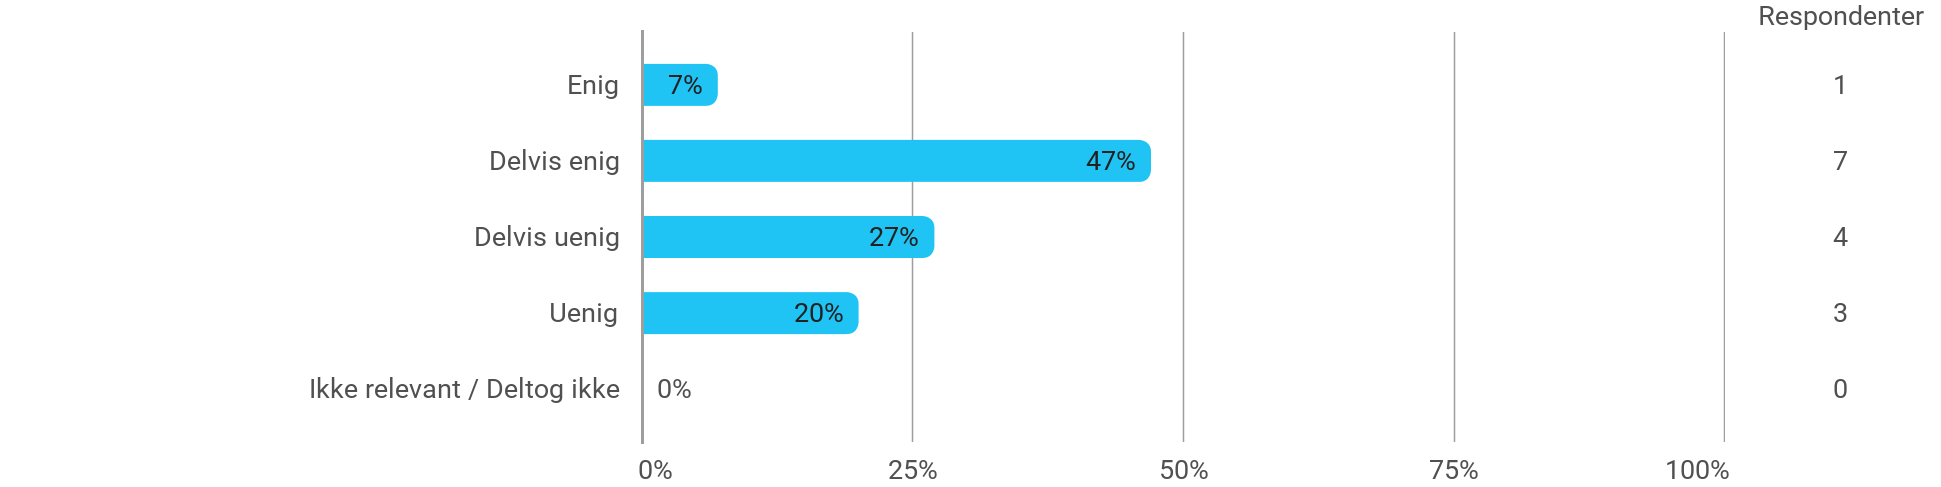 Respondenter
Enig 7% 1
Delvis enig 47% 7
Delvis uenig 27% 4
Uenig 20% 3
Ikke relevant / Deltog ikke 0% 0
0% 25% 50% 75% 100%